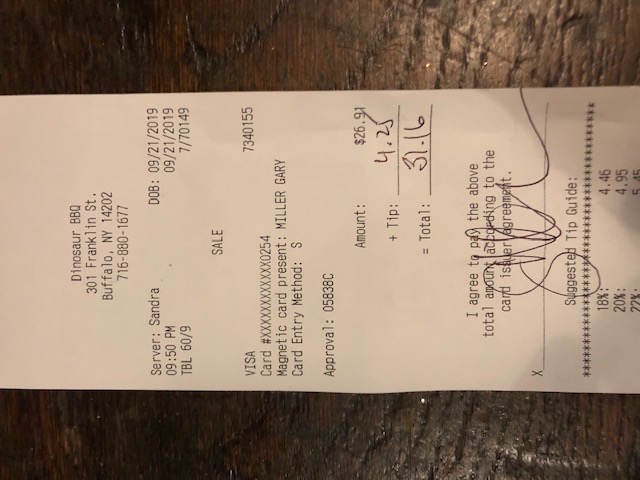 Dinosaur BBQ
301 Franklin St.
Buffalo, NY 14202
716-880-1677
Server: Sandra DOB: 09/21/2019
09:50 PM 09/21/2019
TBL 60/9 7/70149
SALE
VISA 7340155
Card #XXXXXXXXXXXX0254
Magnetic card present: MILLER GARY
Card Entry Method: S
Approval: 05838C
Amount: $26.91
+ Tip: 4.25
= Total: 31.16
I agree to pay the above
total amount according to the
card issuer agreement.
X
Suggested Tip Guide:
****************************************
18%: 4.46
20%: 4.95
22% 5.45